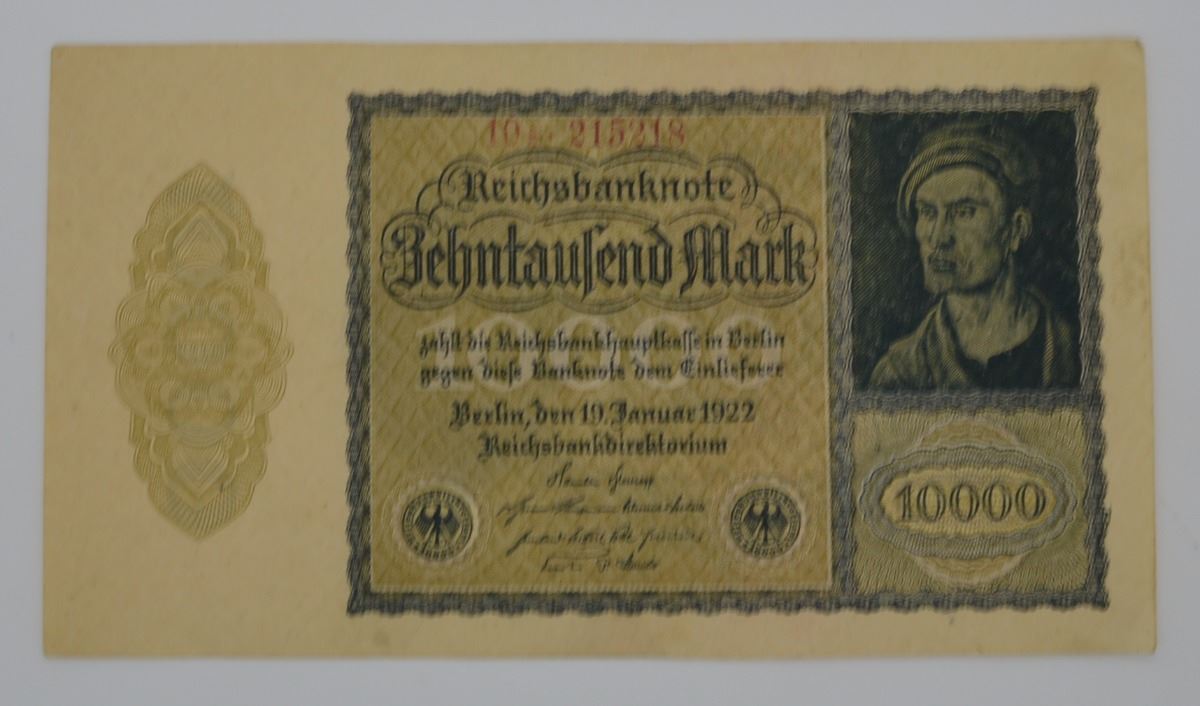 10 215218
Reichsbanknote
Zehntausend Mark
10000
zahlt die Reichsbankhauptkasse in Berlin
gegen diese Banknote dem Einlieferer
Berlin, den 19. Januar 1922
Reichsbankdirektorium
10000